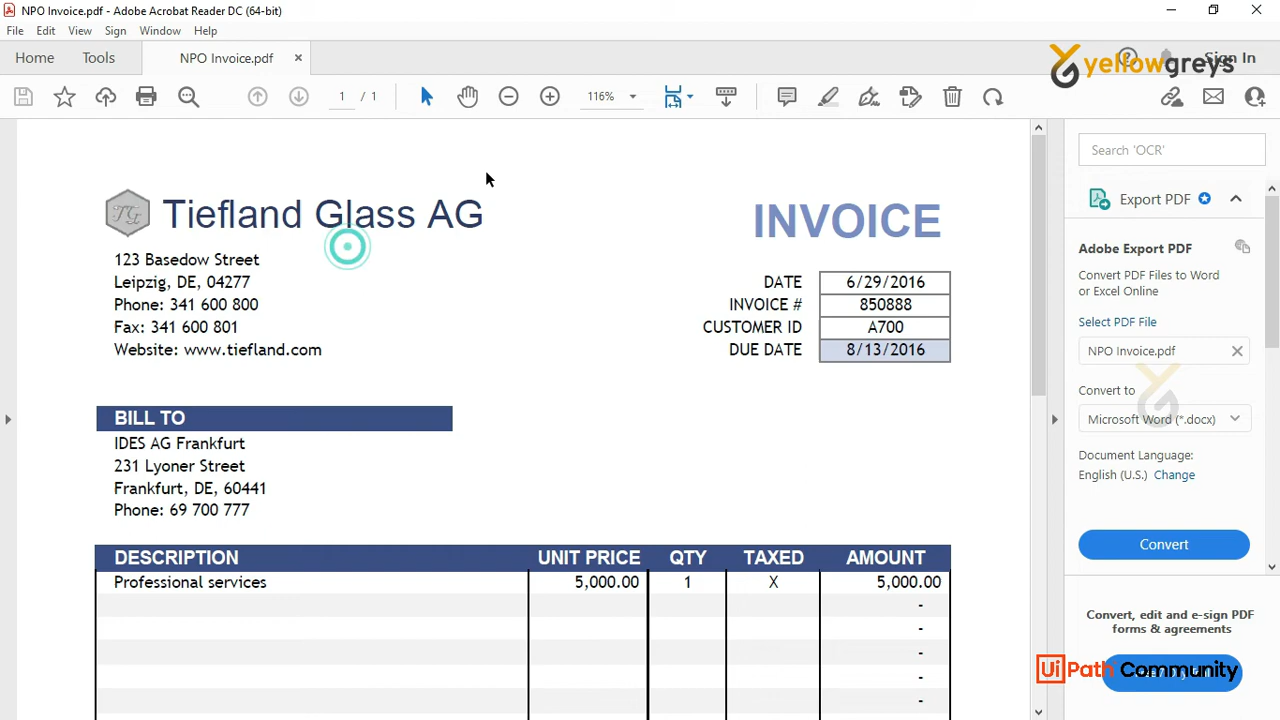 NPO Invoice.pdf - Adobe Acrobat Reader DC (64-bit)
File Edit View Sign Window Help
Home Tools NPO Invoice.pdf × Sign In
yellowgreys
1 / 1 116%
Search 'OCR'
Export PDF
Adobe Export PDF
Convert PDF Files to Word
or Excel Online
Select PDF File
NPO Invoice.pdf
Convert to
Microsoft Word (*.docx)
Document Language:
English (U.S.) Change
Convert
Convert, edit and e-sign PDF
forms & agreements
UiPath Community
TG Tiefland Glass AG
INVOICE
123 Basedow Street
Leipzig, DE, 04277
Phone: 341 600 800
Fax: 341 600 801
Website: www.tiefland.com
DATE 6/29/2016
INVOICE # 850888
CUSTOMER ID A700
DUE DATE 8/13/2016
BILL TO
IDES AG Frankfurt
231 Lyoner Street
Frankfurt, DE, 60441
Phone: 69 700 777
DESCRIPTION UNIT PRICE QTY TAXED AMOUNT
Professional services 5,000.00 1 X 5,000.00
-
-
-
-
-